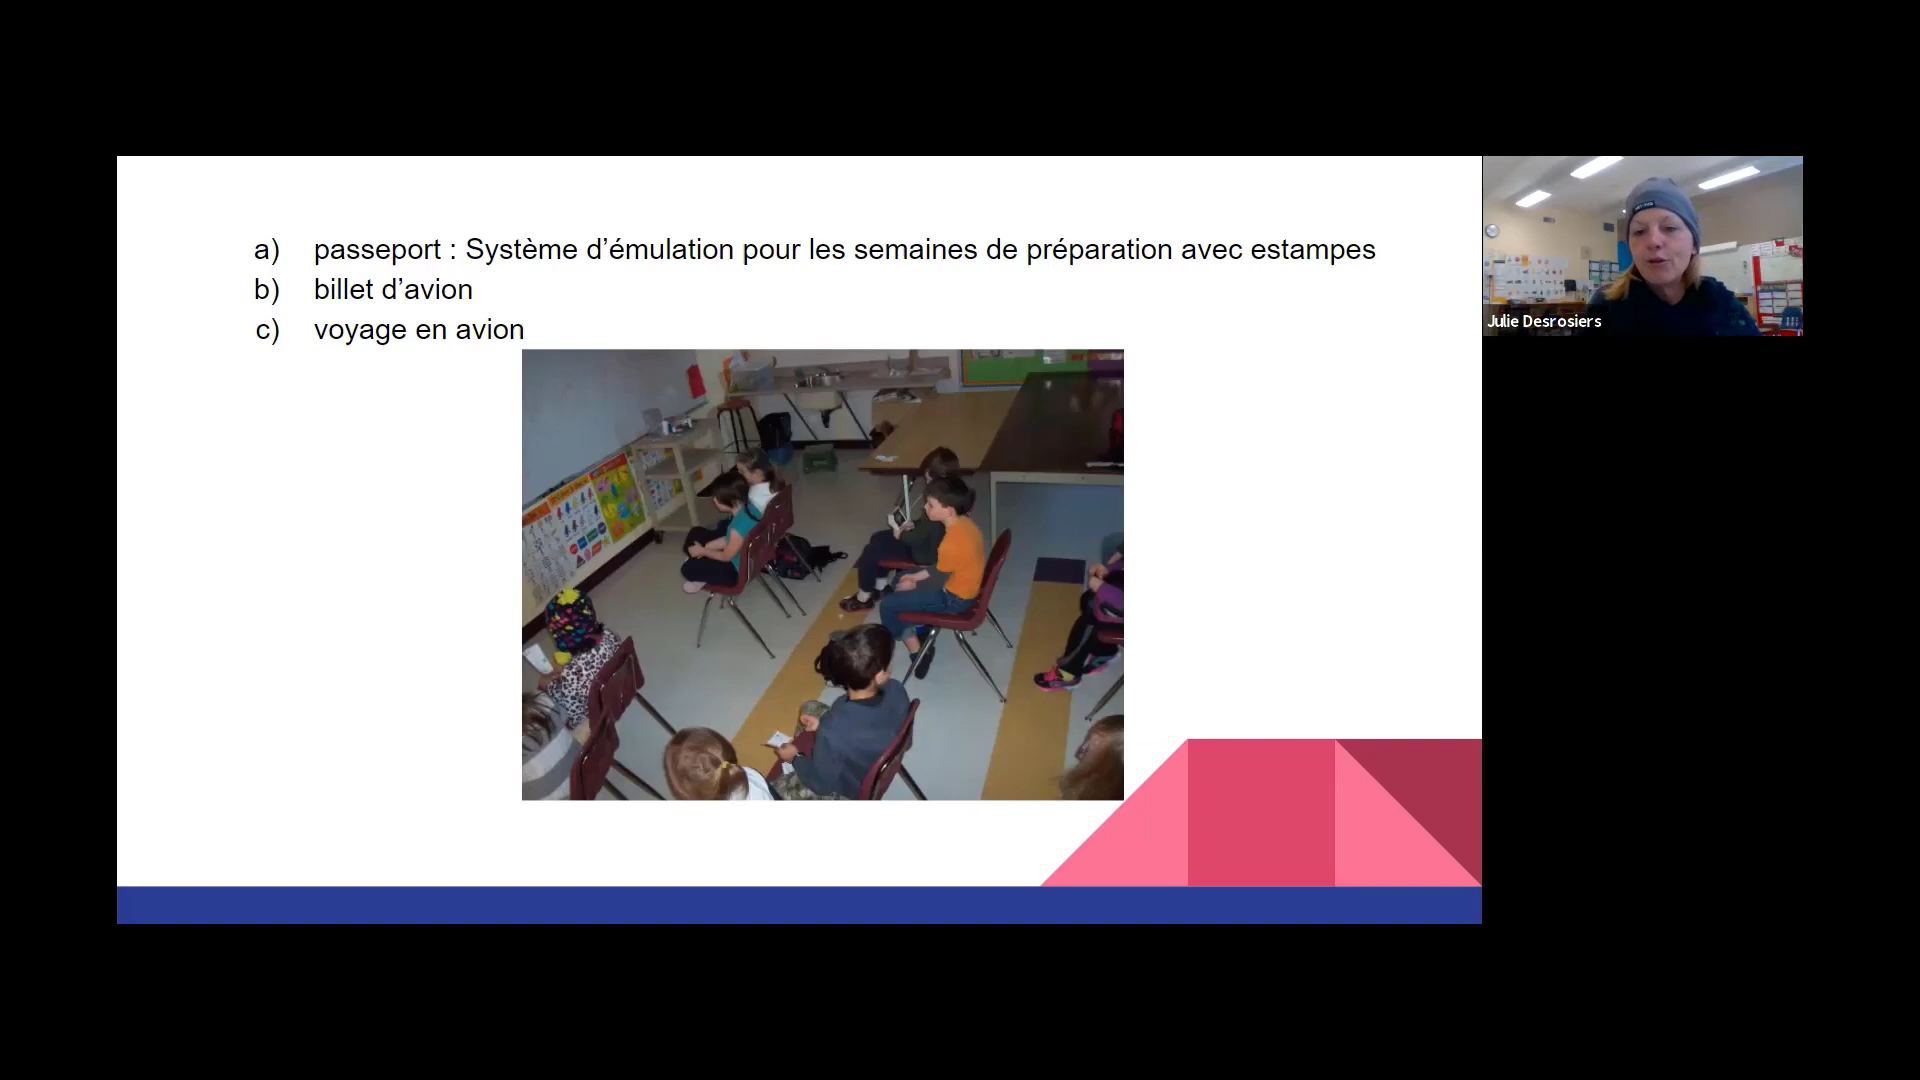 a) passeport : Système d’émulation pour les semaines de préparation avec estampes
b) billet d’avion
c) voyage en avion
Julie Desrosiers